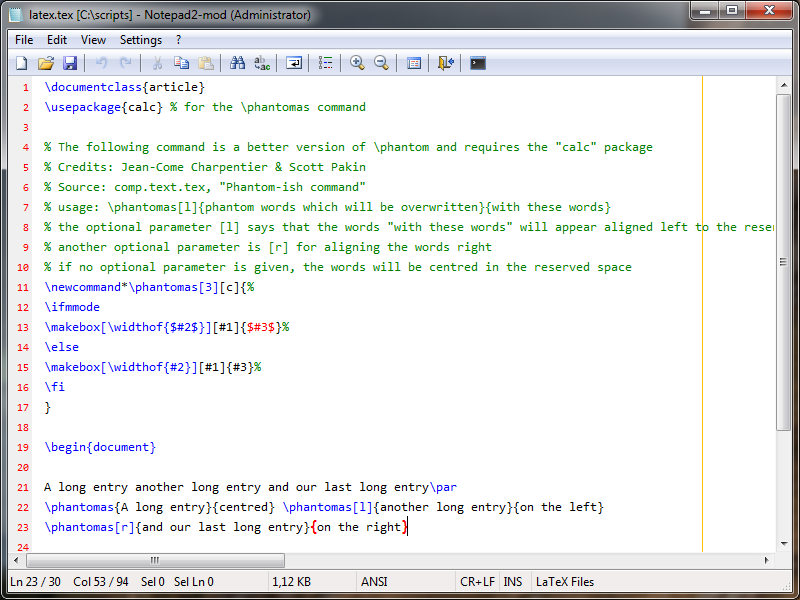 latex.tex [C:\scripts] - Notepad2-mod (Administrator)
File Edit View Settings ?
1 \documentclass{article}
2 \usepackage{calc} % for the \phantomas command
3
4 % The following command is a better version of \phantom and requires the "calc" package
5 % Credits: Jean-Come Charpentier & Scott Pakin
6 % Source: comp.text.tex, "Phantom-ish command"
7 % usage: \phantomas[l]{phantom words which will be overwritten}{with these words}
8 % the optional parameter [l] says that the words "with these words" will appear aligned left to the reser
9 % another optional parameter is [r] for aligning the words right
10 % if no optional parameter is given, the words will be centred in the reserved space
11 \newcommand*\phantomas[3][c]{%
12 \ifmmode
13 \makebox[\widthof{$#2$}][#1]{$#3$}%
14 \else
15 \makebox[\widthof{#2}][#1]{#3}%
16 \fi
17 }
18
19 \begin{document}
20
21 A long entry another long entry and our last long entry\par
22 \phantomas{A long entry}{centred} \phantomas[l]{another long entry}{on the left}
23 \phantomas[r]{and our last long entry}{on the right}
24
Ln 23 / 30 Col 53 / 94 Sel 0 Sel Ln 0 1,12 KB ANSI CR+LF INS LaTeX Files